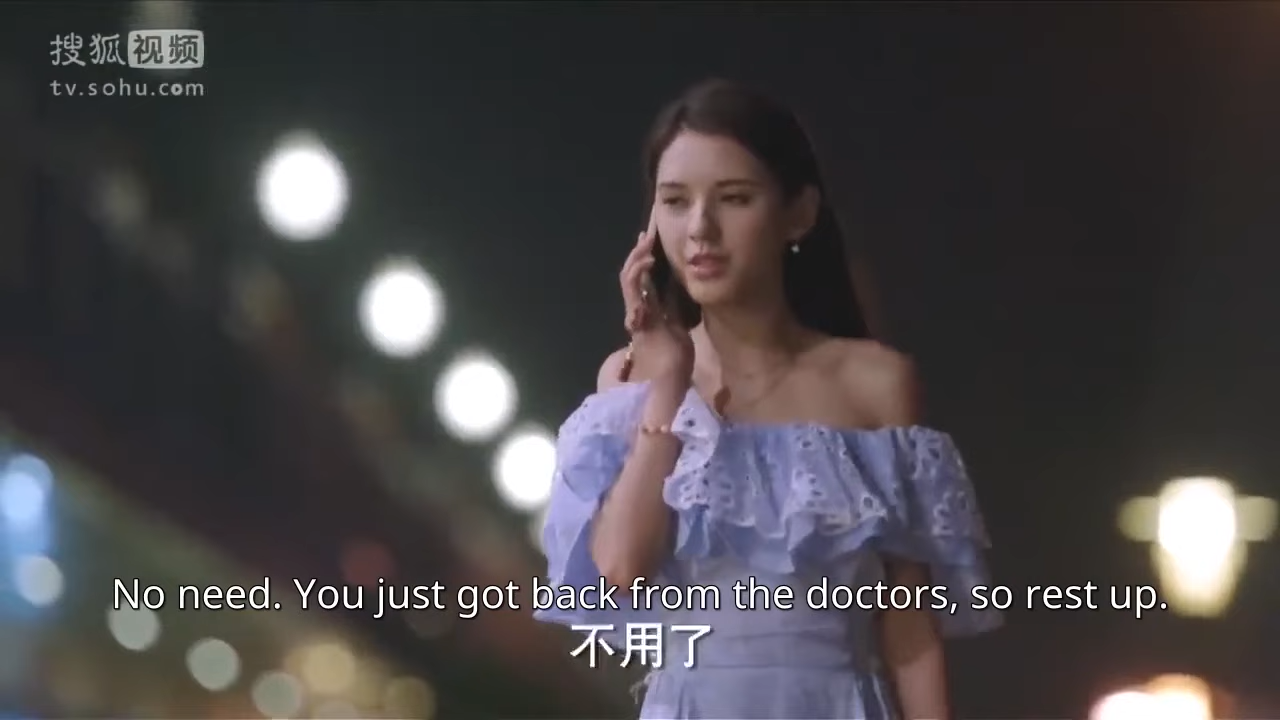 搜狐视频
tv.sohu.com
No need. You just got back from the doctors, so rest up.
不用了